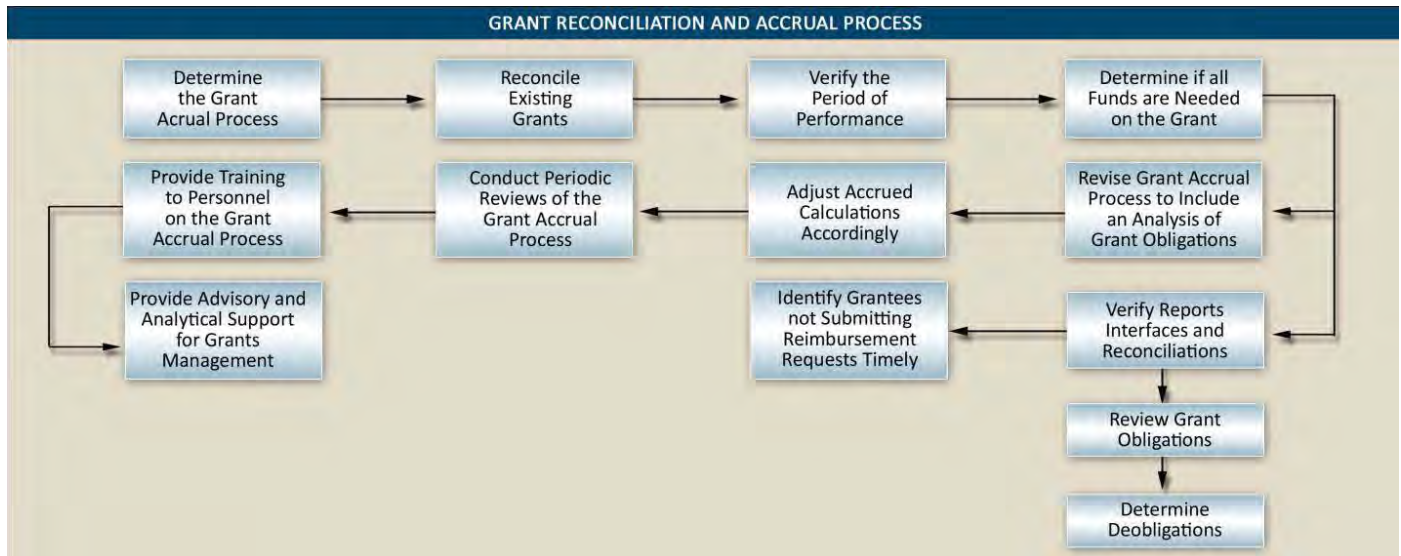 GRANT RECONCILIATION AND ACCRUAL PROCESS
Determine
the Grant
Acrual Process
Reconcile
Existing
Grants
Verify the
Period of
Performance
Determine if all
Funds are Needed
on the Grant
Provide Training
to Personnel
on the Grant
Accrual Process
Conduct Periodic
Reviews of the
Grant Accrual
Process
Adjust Accrued
Calculations
Accordingly
Revise Grant Accrual
Process to Include
an Analysis of
Grant Obligations
Provide Advisory and
Analytical Support
for Grants
Management
Identify Grantees
not Submitting
Reimbursement
Requests Timely
Verify Reports
Interfaces and
Reconciliations
Review Grant
Obligations
Determine
Deobligations